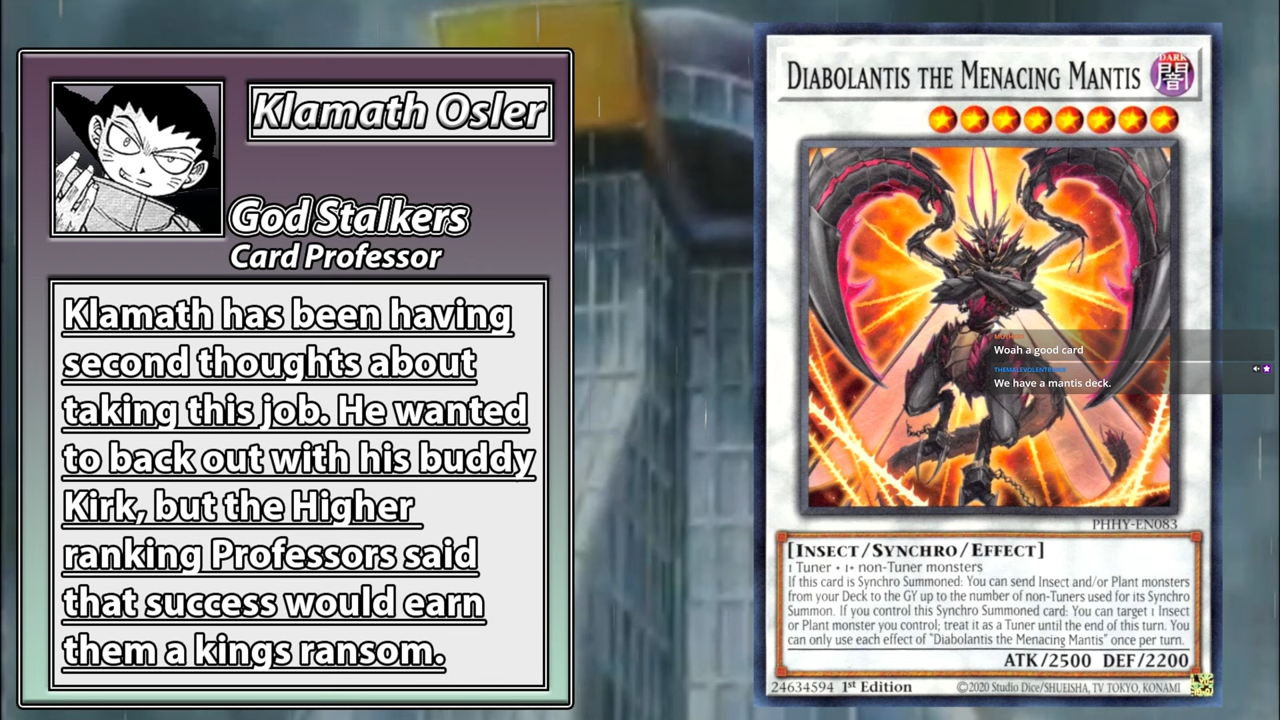 Klamath Osler
God Stalkers
Card Professor
Klamath has been having
second thoughts about
taking this job. He wanted
to back out with his buddy
Kirk, but the Higher
ranking Professors said
that success would earn
them a kings ransom.
DIABOLANTIS THE MENACING MANTIS
DARK
闇
Woah a good card
We have a mantis deck.
PHHY-EN083
[INSECT/SYNCHRO/EFFECT]
1 Tuner + 1+ non-Tuner monsters
If this card is Synchro Summoned: You can send Insect and/or Plant monsters
from your Deck to the GY up to the number of non-Tuners used for its Synchro
Summon. If you control this Synchro Summoned card: You can target 1 Insect
or Plant monster you control; treat it as a Tuner until the end of this turn. You
can only use each effect of "Diabolantis the Menacing Mantis" once per turn.
ATK/2500 DEF/2200
24634594 1st Edition ©2020 Studio Dice/SHUEISHA, TV TOKYO, KONAMI